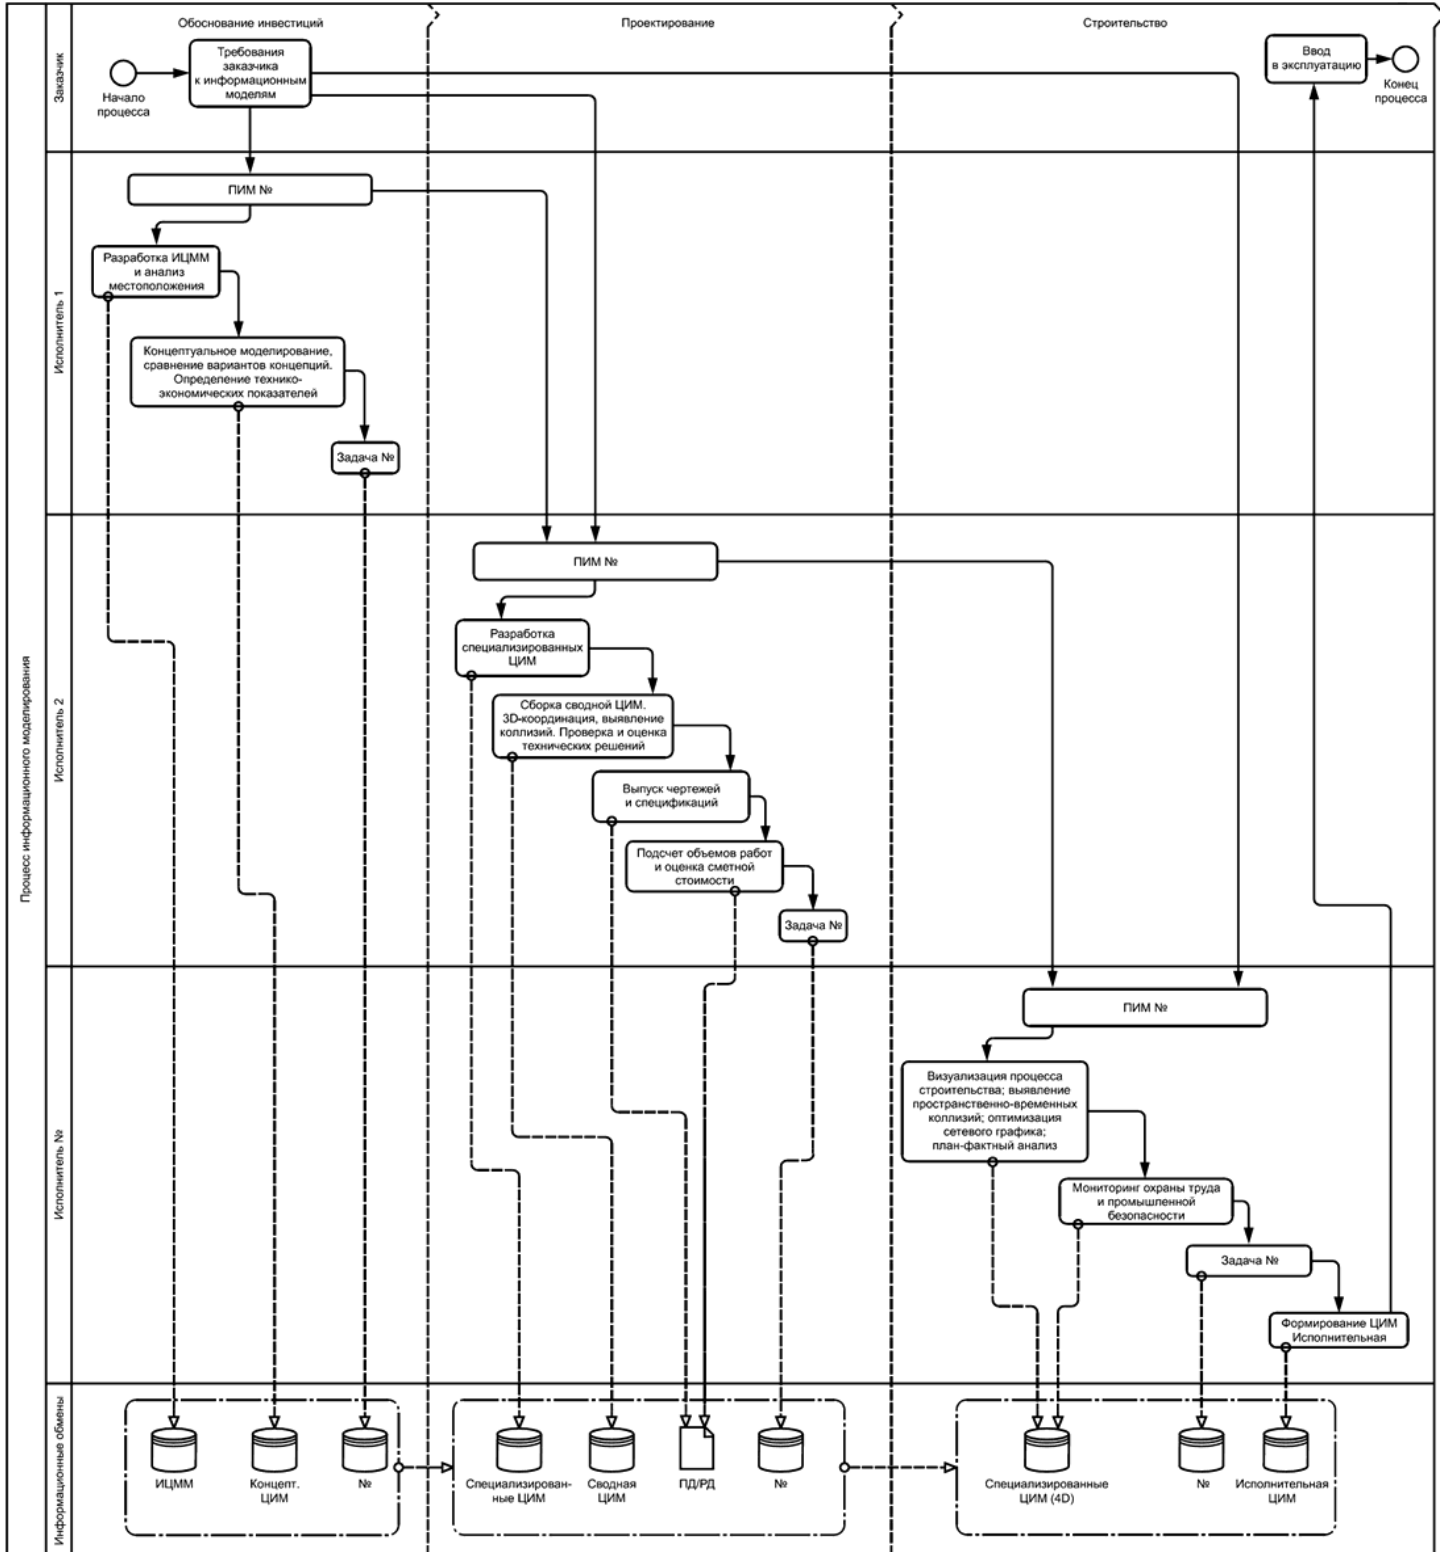 Обоснование инвестиций
Проектирование
Строительство
Процесс информационного моделирования
Заказчик
Начало
процесса
Требования
заказчика
к информационным
моделям
Ввод
в эксплуатацию
Конец
процесса
Исполнитель 1
ПИМ №
Разработка ИЦММ
и анализ
местоположения
Концептуальное моделирование,
сравнение вариантов концепций.
Определение технико-
экономических показателей
Задача №
Исполнитель 2
ПИМ №
Разработка
специализированных
ЦИМ
Сборка сводной ЦИМ.
3D-координация, выявление
коллизий. Проверка и оценка
технических решений
Выпуск чертежей
и спецификаций
Подсчет объемов работ
и оценка сметной
стоимости
Задача №
Исполнитель №
ПИМ №
Визуализация процесса
строительства; выявление
пространственно-временных
коллизий; оптимизация
сетевого графика;
план-фактный анализ
Мониторинг охраны труда
и промышленной
безопасности
Задача №
Формирование ЦИМ
Исполнительная
Информационные обмены
ИЦММ
Концепт.
ЦИМ
№
Специализирован-
ные ЦИМ
Сводная
ЦИМ
ПД/РД
№
Специализированные
ЦИМ (4D)
№
Исполнительная
ЦИМ